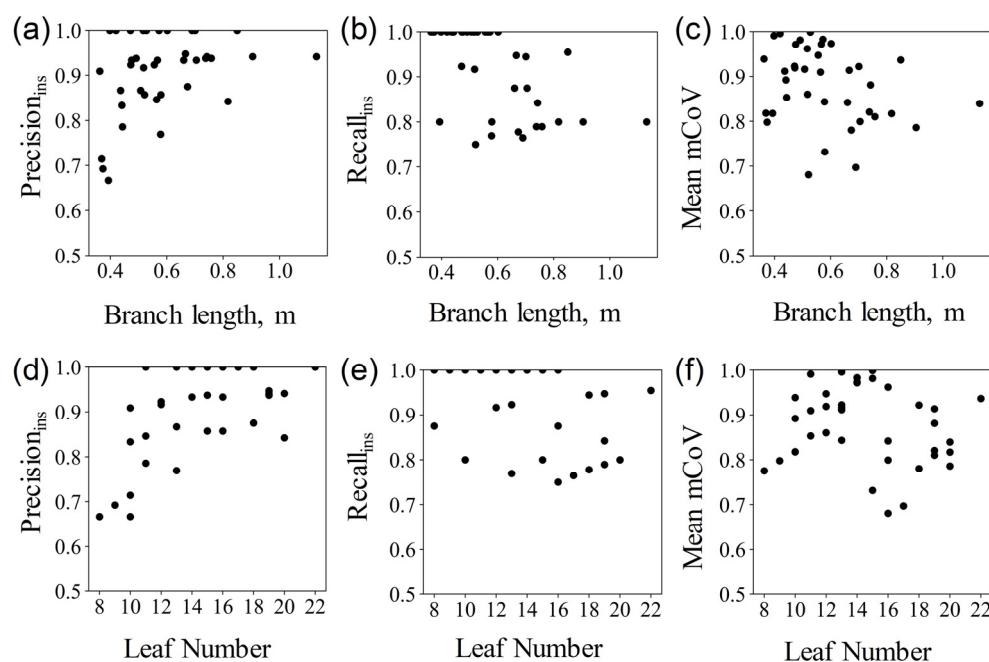 (a)
1.0
0.9
0.8
0.7
0.6
0.5
Precision_ins
0.4 0.6 0.8 1.0
Branch length, m
(b)
1.0
0.9
0.8
0.7
0.6
0.5
Recall_ins
0.4 0.6 0.8 1.0
Branch length, m
(c)
1.0
0.9
0.8
0.7
0.6
0.5
Mean mCoV
0.4 0.6 0.8 1.0
Branch length, m
(d)
1.0
0.9
0.8
0.7
0.6
0.5
Precision_ins
8 10 12 14 16 18 20 22
Leaf Number
(e)
1.0
0.9
0.8
0.7
0.6
0.5
Recall_ins
8 10 12 14 16 18 20 22
Leaf Number
(f)
1.0
0.9
0.8
0.7
0.6
0.5
Mean mCoV
8 10 12 14 16 18 20 22
Leaf Number